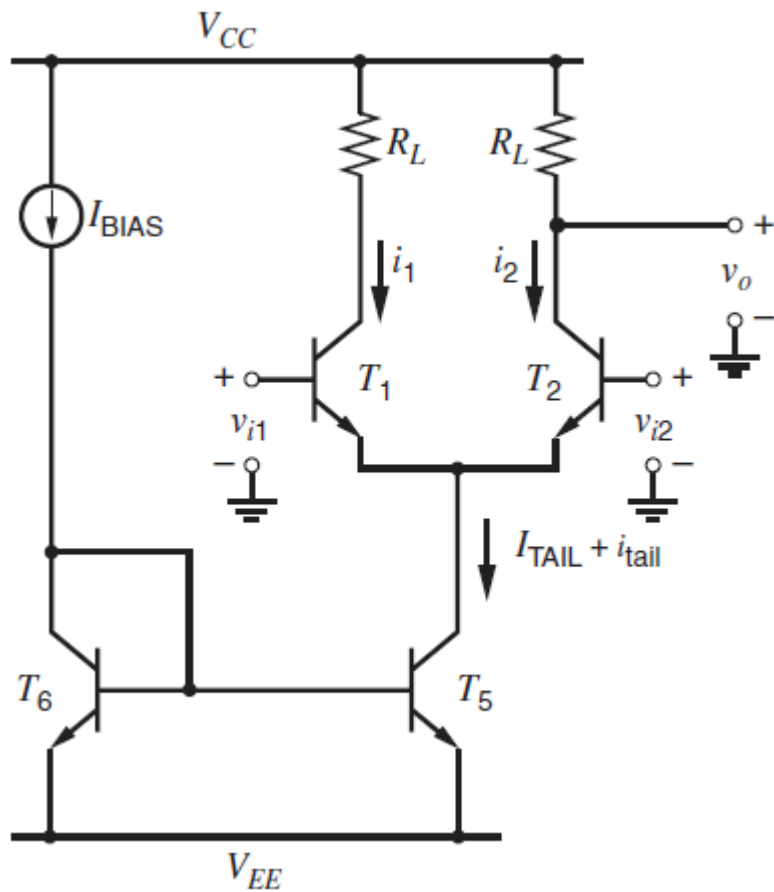 V_CC
R_L R_L
I_BIAS
i_1 i_2 + v_o −
+ v_i1 − T_1 T_2 + v_i2 −
I_TAIL + i_tail
T_6 T_5
V_EE